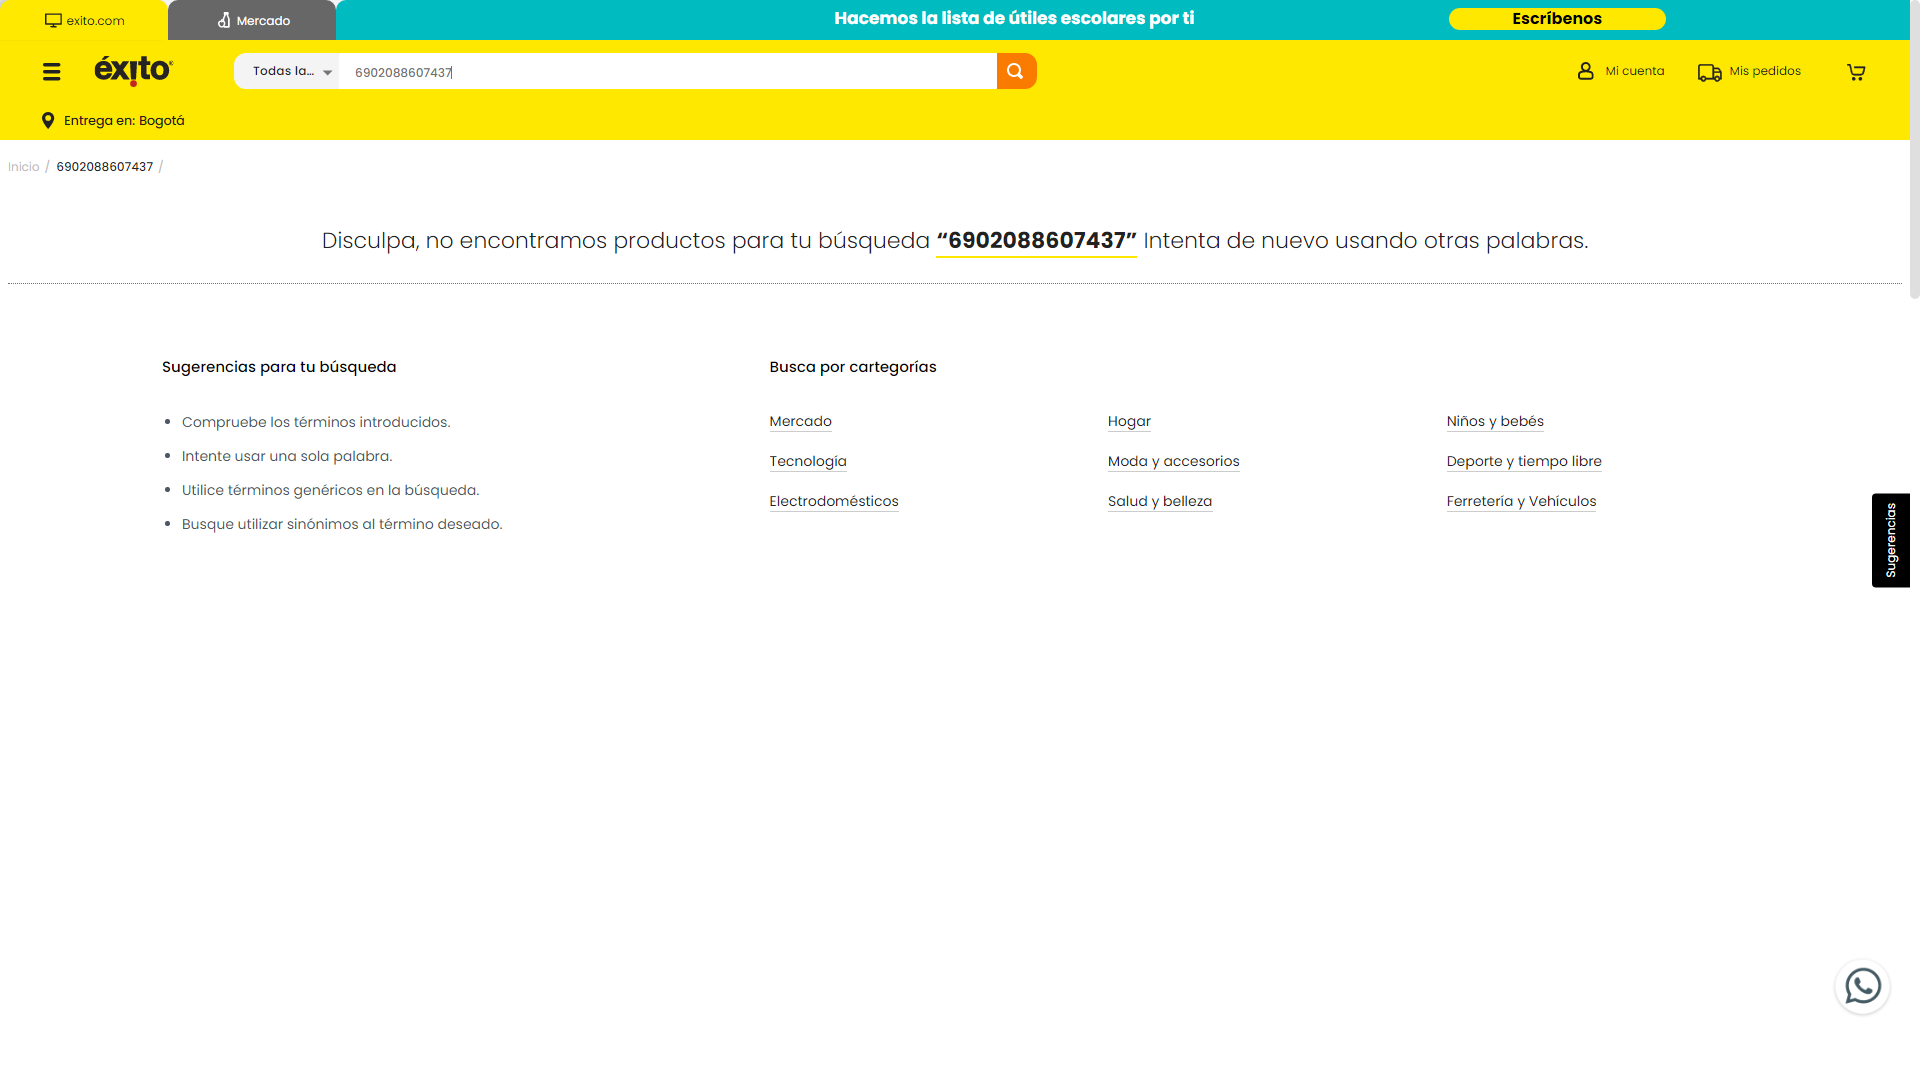 exito.com
Mercado
Hacemos la lista de útiles escolares por ti
Escríbenos
éxito
Todas la...
6902088607437
Mi cuenta
Mis pedidos
Entrega en: Bogotá
Inicio / 6902088607437 /
Disculpa, no encontramos productos para tu búsqueda “6902088607437” Intenta de nuevo usando otras palabras.
Sugerencias para tu búsqueda
Compruebe los términos introducidos.
Intente usar una sola palabra.
Utilice términos genéricos en la búsqueda.
Busque utilizar sinónimos al término deseado.
Busca por cartegorías
Mercado
Hogar
Niños y bebés
Tecnología
Moda y accesorios
Deporte y tiempo libre
Electrodomésticos
Salud y belleza
Ferretería y Vehículos
Sugerencias